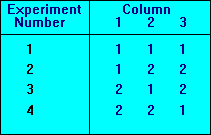 Experiment Column
Number 1 2 3
1 1 1 1
2 1 2 2
3 2 1 2
4 2 2 1